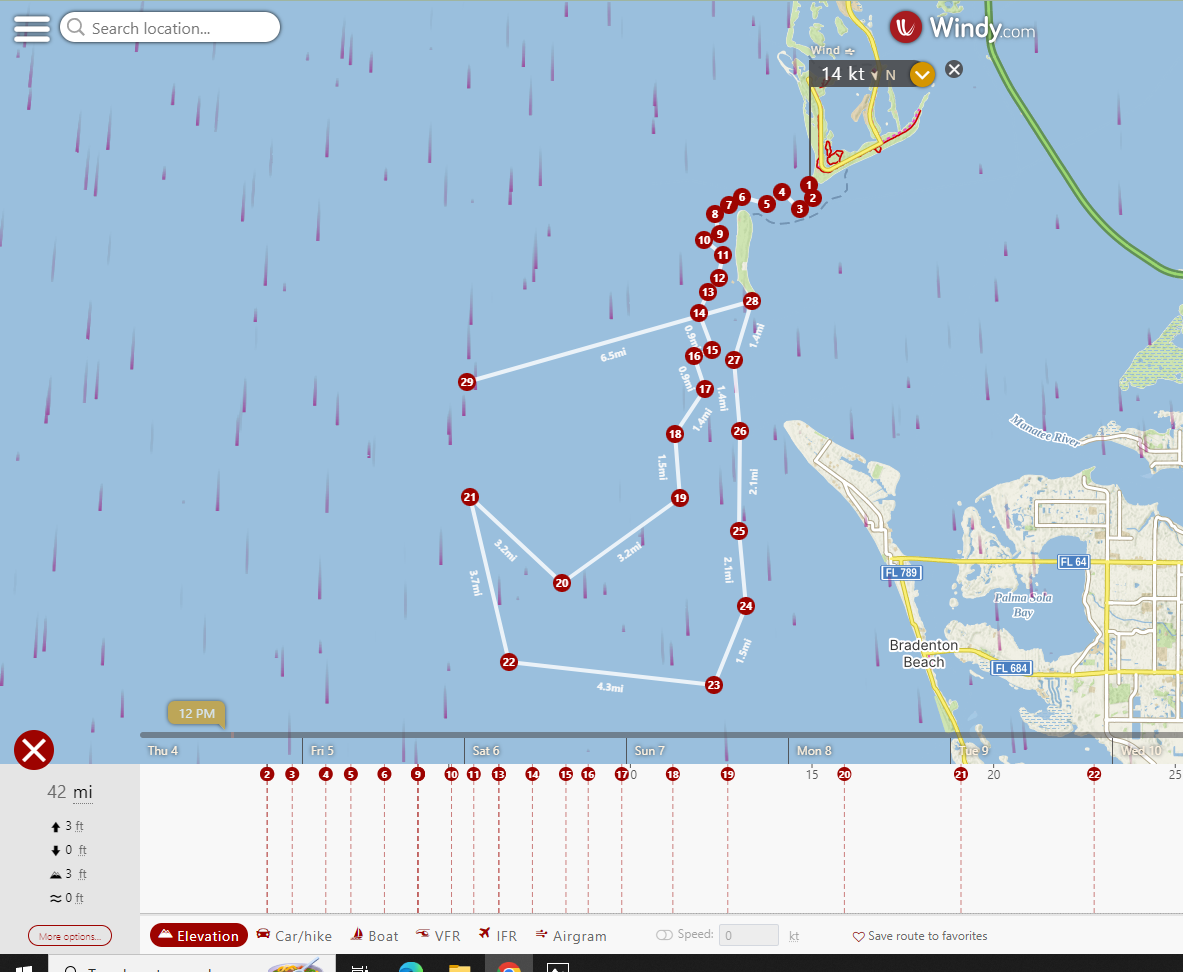 Search location...
Windy.com
Wind
14 kt N
1
2
3
4
5
6
7
8
9
10
11
12
13
14
15
16
17
18
19
20
21
22
23
24
25
26
27
28
29
0.9mi
0.9mi
1.4mi
1.5mi
3.2mi
3.2mi
3.7mi
4.3mi
1.5mi
2.1mi
2.1mi
1.4mi
1.4mi
6.5mi
Manatee River
FL 64
FL 789
Palma Sola
Bay
Bradenton
Beach
FL 684
12 PM
Thu 4 Fri 5 Sat 6 Sun 7 Mon 8 Tue 9 Wed 10
2 3 4 5 6 9 10 11 13 14 15 16 17 0 18 19 15 20 21 20 22 25
42 mi
3 ft
0 ft
3 ft
0 ft
More options...
Elevation Car/hike Boat VFR IFR Airgram Speed: 0 kt Save route to favorites